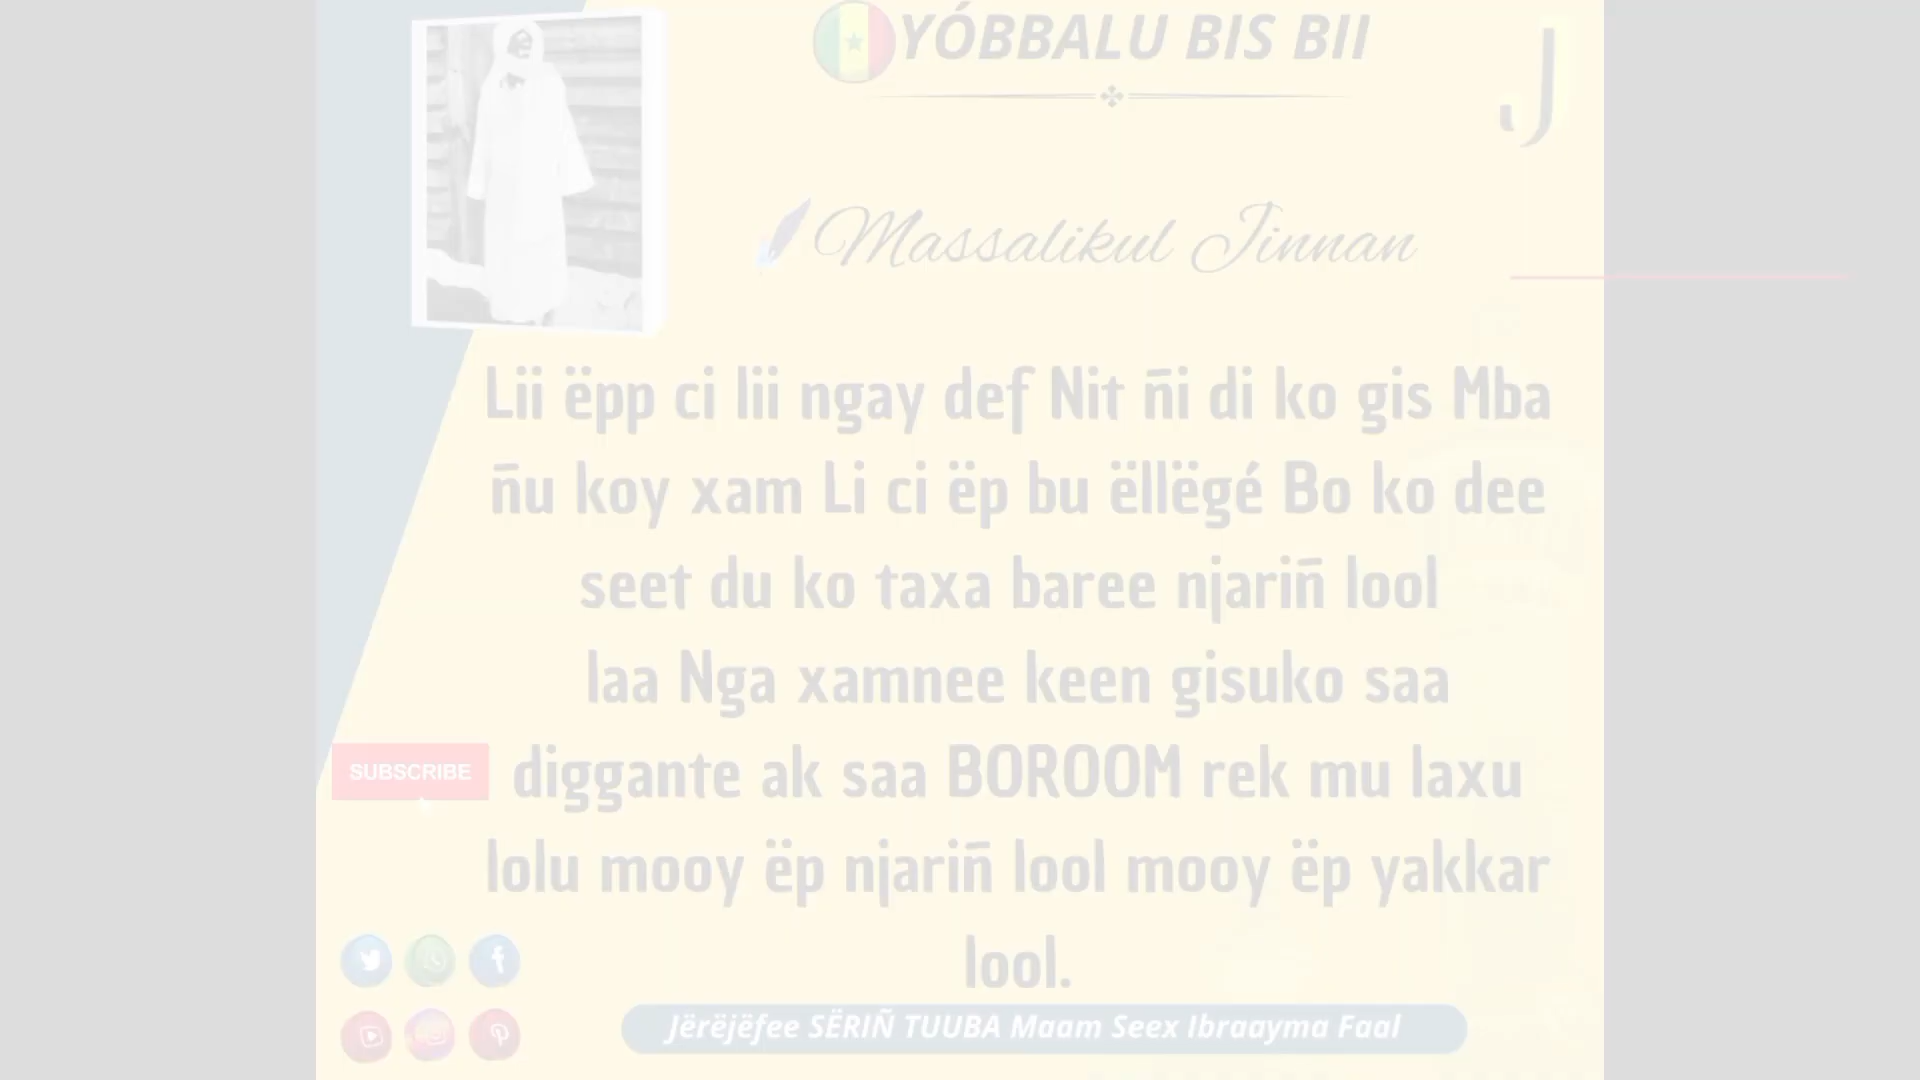 YÓBBALU BIS BII
J
Massalikul Jinnan
Lii ëpp ci lii ngay def Nit ñi di ko gis Mba
ñu koy xam Li ci ëp bu ëllëgé Bo ko dee
seet du ko taxa baree njariñ lool
laa Nga xamnee keen gisuko saa
diggante ak saa BOROOM rek mu laxu
lolu mooy ëp njariñ lool mooy ëp yakkar
lool.
SUBSCRIBE
Jërëjëfee SËRIÑ TUUBA Maam Seex Ibraayma Faal